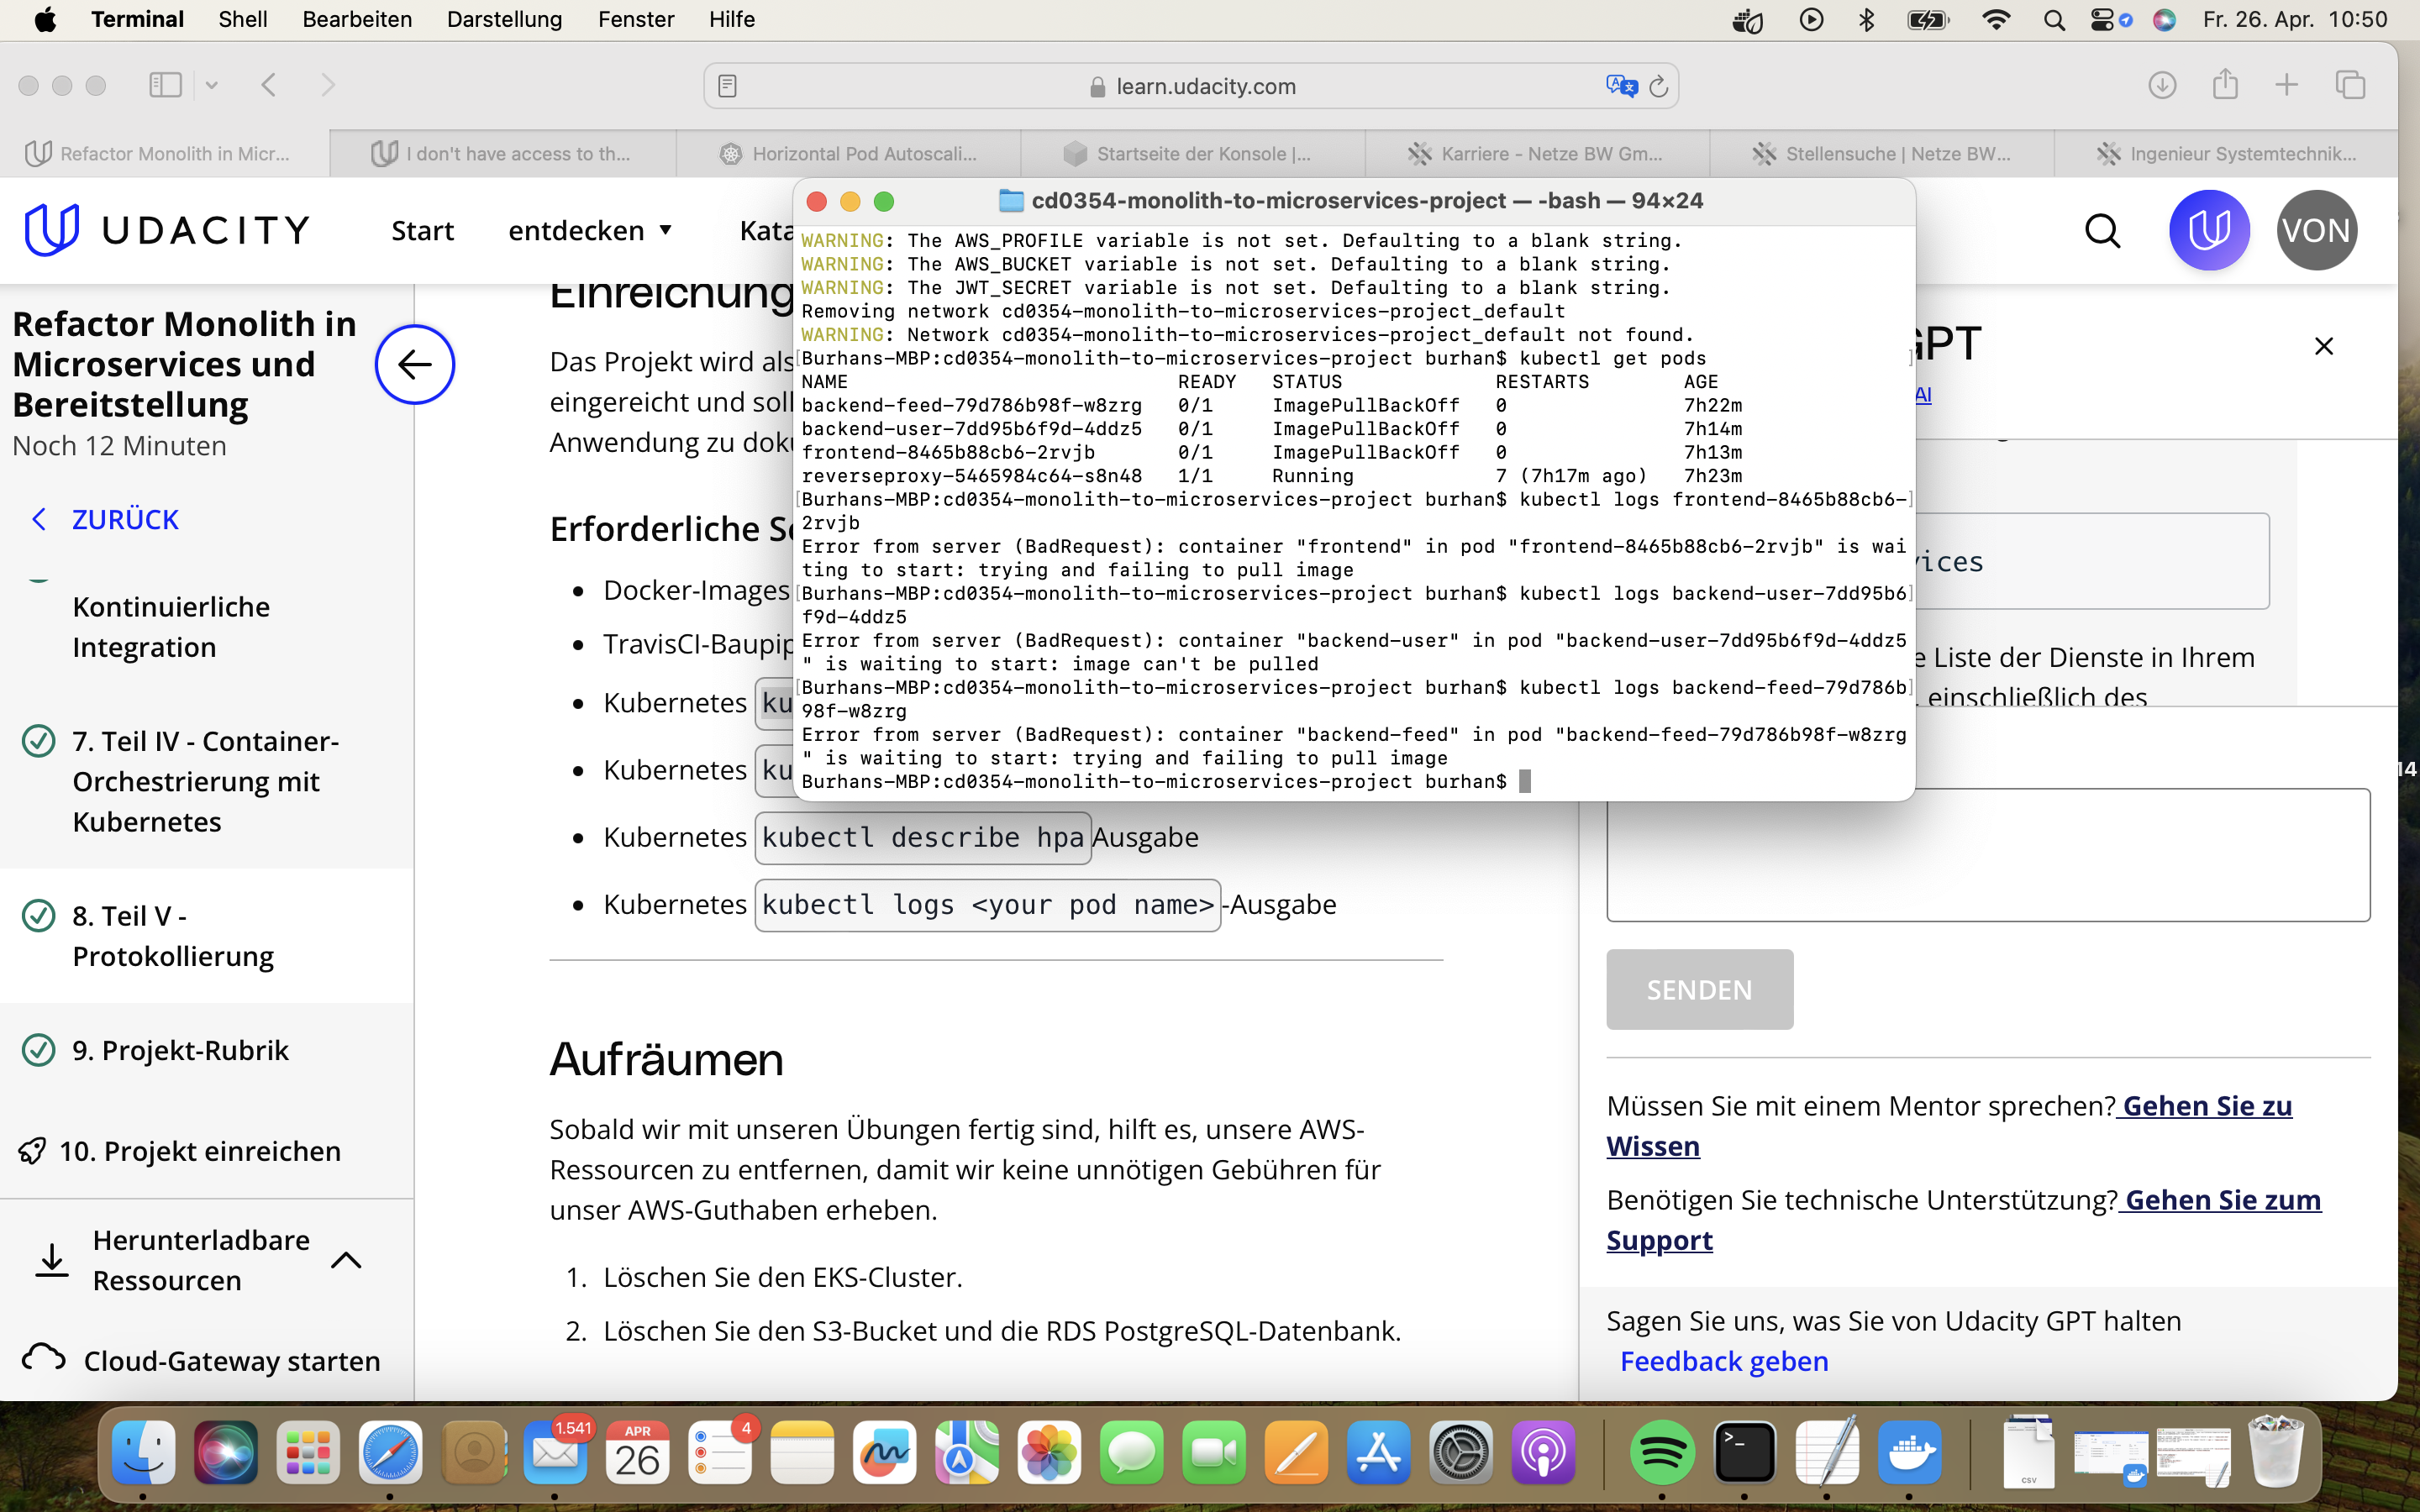 Terminal Shell Bearbeiten Darstellung Fenster Hilfe Fr. 26. Apr. 10:50
learn.udacity.com
Refactor Monolith in Micr... I don't have access to th... Horizontal Pod Autoscali... Startseite der Konsole |... Karriere - Netze BW Gm... Stellensuche | Netze BW... Ingenieur Systemtechnik...
UDACITY Start entdecken Kata VON
Refactor Monolith in
Microservices und
Bereitstellung
Noch 12 Minuten
ZURÜCK
Kontinuierliche
Integration
7. Teil IV - Container-
Orchestrierung mit
Kubernetes
8. Teil V -
Protokollierung
9. Projekt-Rubrik
10. Projekt einreichen
Herunterladbare
Ressourcen
Cloud-Gateway starten
Einreichung
Das Projekt wird als
eingereicht und soll
Anwendung zu doku
Erforderliche Sc
Docker-Images
TravisCI-Baupip
Kubernetes ku
Kubernetes ku
Kubernetes kubectl describe hpa Ausgabe
Kubernetes kubectl logs <your pod name>-Ausgabe
Aufräumen
Sobald wir mit unseren Übungen fertig sind, hilft es, unsere AWS-
Ressourcen zu entfernen, damit wir keine unnötigen Gebühren für
unser AWS-Guthaben erheben.
1. Löschen Sie den EKS-Cluster.
2. Löschen Sie den S3-Bucket und die RDS PostgreSQL-Datenbank.
cd0354-monolith-to-microservices-project — -bash — 94×24
WARNING: The AWS_PROFILE variable is not set. Defaulting to a blank string.
WARNING: The AWS_BUCKET variable is not set. Defaulting to a blank string.
WARNING: The JWT_SECRET variable is not set. Defaulting to a blank string.
Removing network cd0354-monolith-to-microservices-project_default
WARNING: Network cd0354-monolith-to-microservices-project_default not found.
[Burhans-MBP:cd0354-monolith-to-microservices-project burhan$ kubectl get pods ]
NAME READY STATUS RESTARTS AGE
backend-feed-79d786b98f-w8zrg 0/1 ImagePullBackOff 0 7h22m
backend-user-7dd95b6f9d-4ddz5 0/1 ImagePullBackOff 0 7h14m
frontend-8465b88cb6-2rvjb 0/1 ImagePullBackOff 0 7h13m
reverseproxy-5465984c64-s8n48 1/1 Running 7 (7h17m ago) 7h23m
[Burhans-MBP:cd0354-monolith-to-microservices-project burhan$ kubectl logs frontend-8465b88cb6-]
2rvjb
Error from server (BadRequest): container "frontend" in pod "frontend-8465b88cb6-2rvjb" is wai
ting to start: trying and failing to pull image
[Burhans-MBP:cd0354-monolith-to-microservices-project burhan$ kubectl logs backend-user-7dd95b6]
f9d-4ddz5
Error from server (BadRequest): container "backend-user" in pod "backend-user-7dd95b6f9d-4ddz5
" is waiting to start: image can't be pulled
[Burhans-MBP:cd0354-monolith-to-microservices-project burhan$ kubectl logs backend-feed-79d786b]
98f-w8zrg
Error from server (BadRequest): container "backend-feed" in pod "backend-feed-79d786b98f-w8zrg
" is waiting to start: trying and failing to pull image
Burhans-MBP:cd0354-monolith-to-microservices-project burhan$
GPT
AI
vices
e Liste der Dienste in Ihrem
einschließlich des
14
SENDEN
Müssen Sie mit einem Mentor sprechen? Gehen Sie zu
Wissen
Benötigen Sie technische Unterstützung? Gehen Sie zum
Support
Sagen Sie uns, was Sie von Udacity GPT halten
Feedback geben
1.541
APR
26
4
CSV